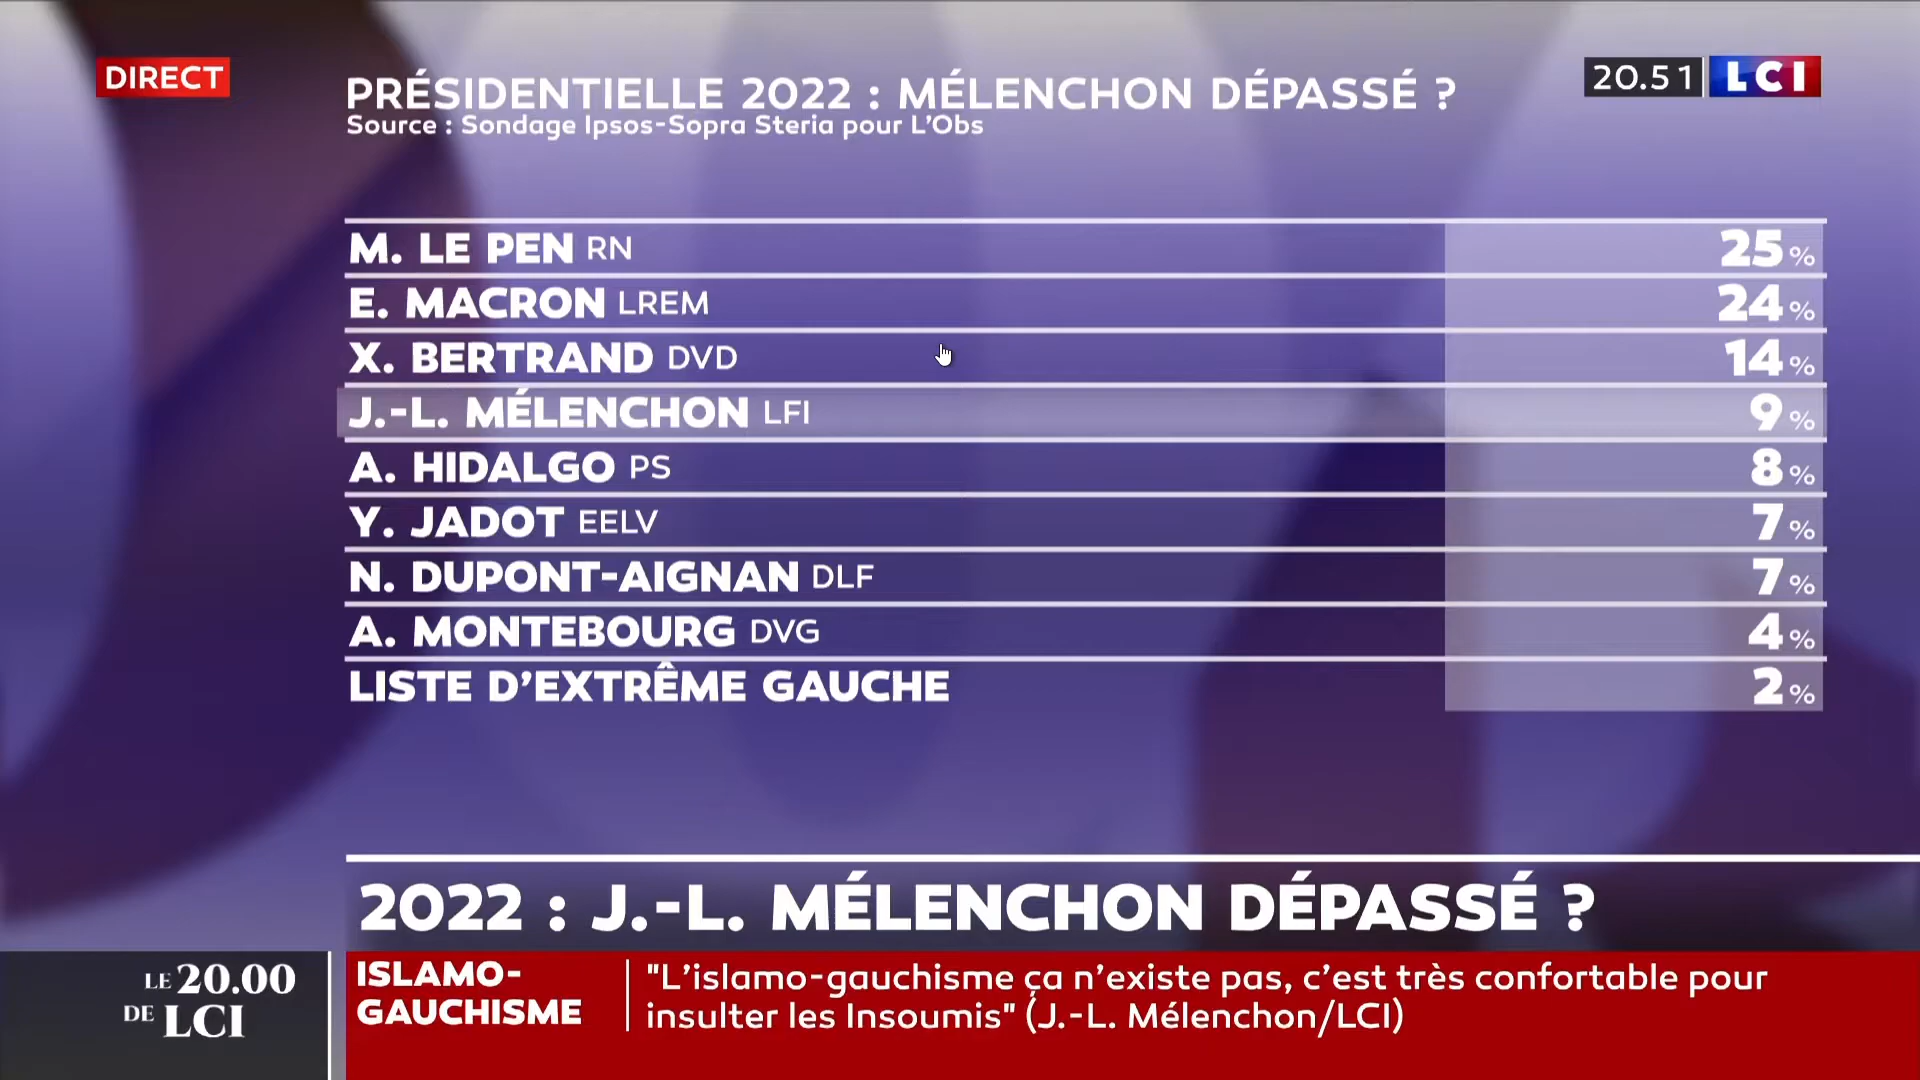 DIRECT
PRÉSIDENTIELLE 2022 : MÉLENCHON DÉPASSÉ ?
20.51 LCI
Source : Sondage Ipsos-Sopra Steria pour L'Obs
M. LE PEN RN 25 %
E. MACRON LREM 24 %
X. BERTRAND DVD 14 %
J.-L. MÉLENCHON LFI 9 %
A. HIDALGO PS 8 %
Y. JADOT EELV 7 %
N. DUPONT-AIGNAN DLF 7 %
A. MONTEBOURG DVG 4 %
LISTE D'EXTRÊME GAUCHE 2 %
2022 : J.-L. MÉLENCHON DÉPASSÉ ?
LE 20.00
DE LCI
ISLAMO-
GAUCHISME
"L'islamo-gauchisme ça n'existe pas, c'est très confortable pour
insulter les Insoumis" (J.-L. Mélenchon/LCI)